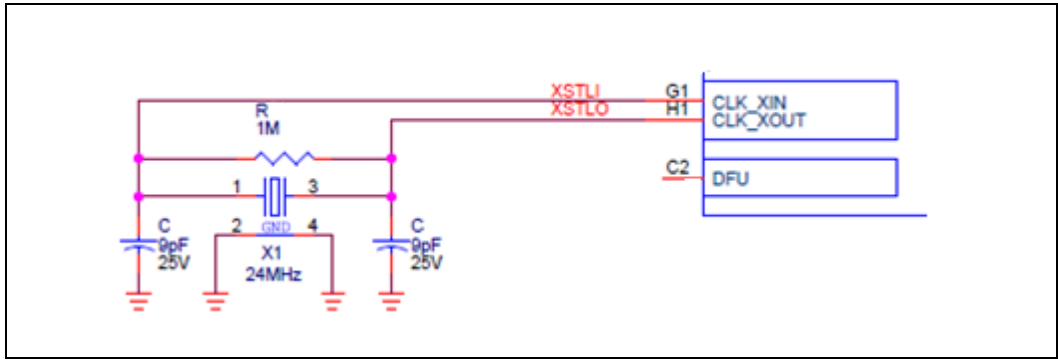 XSTLI G1 CLK_XIN
XSTLO H1 CLK_XOUT
R
1M
C2 DFU
1 3
C
9pF
25V
2 GND 4
X1
24MHz
C
9pF
25V